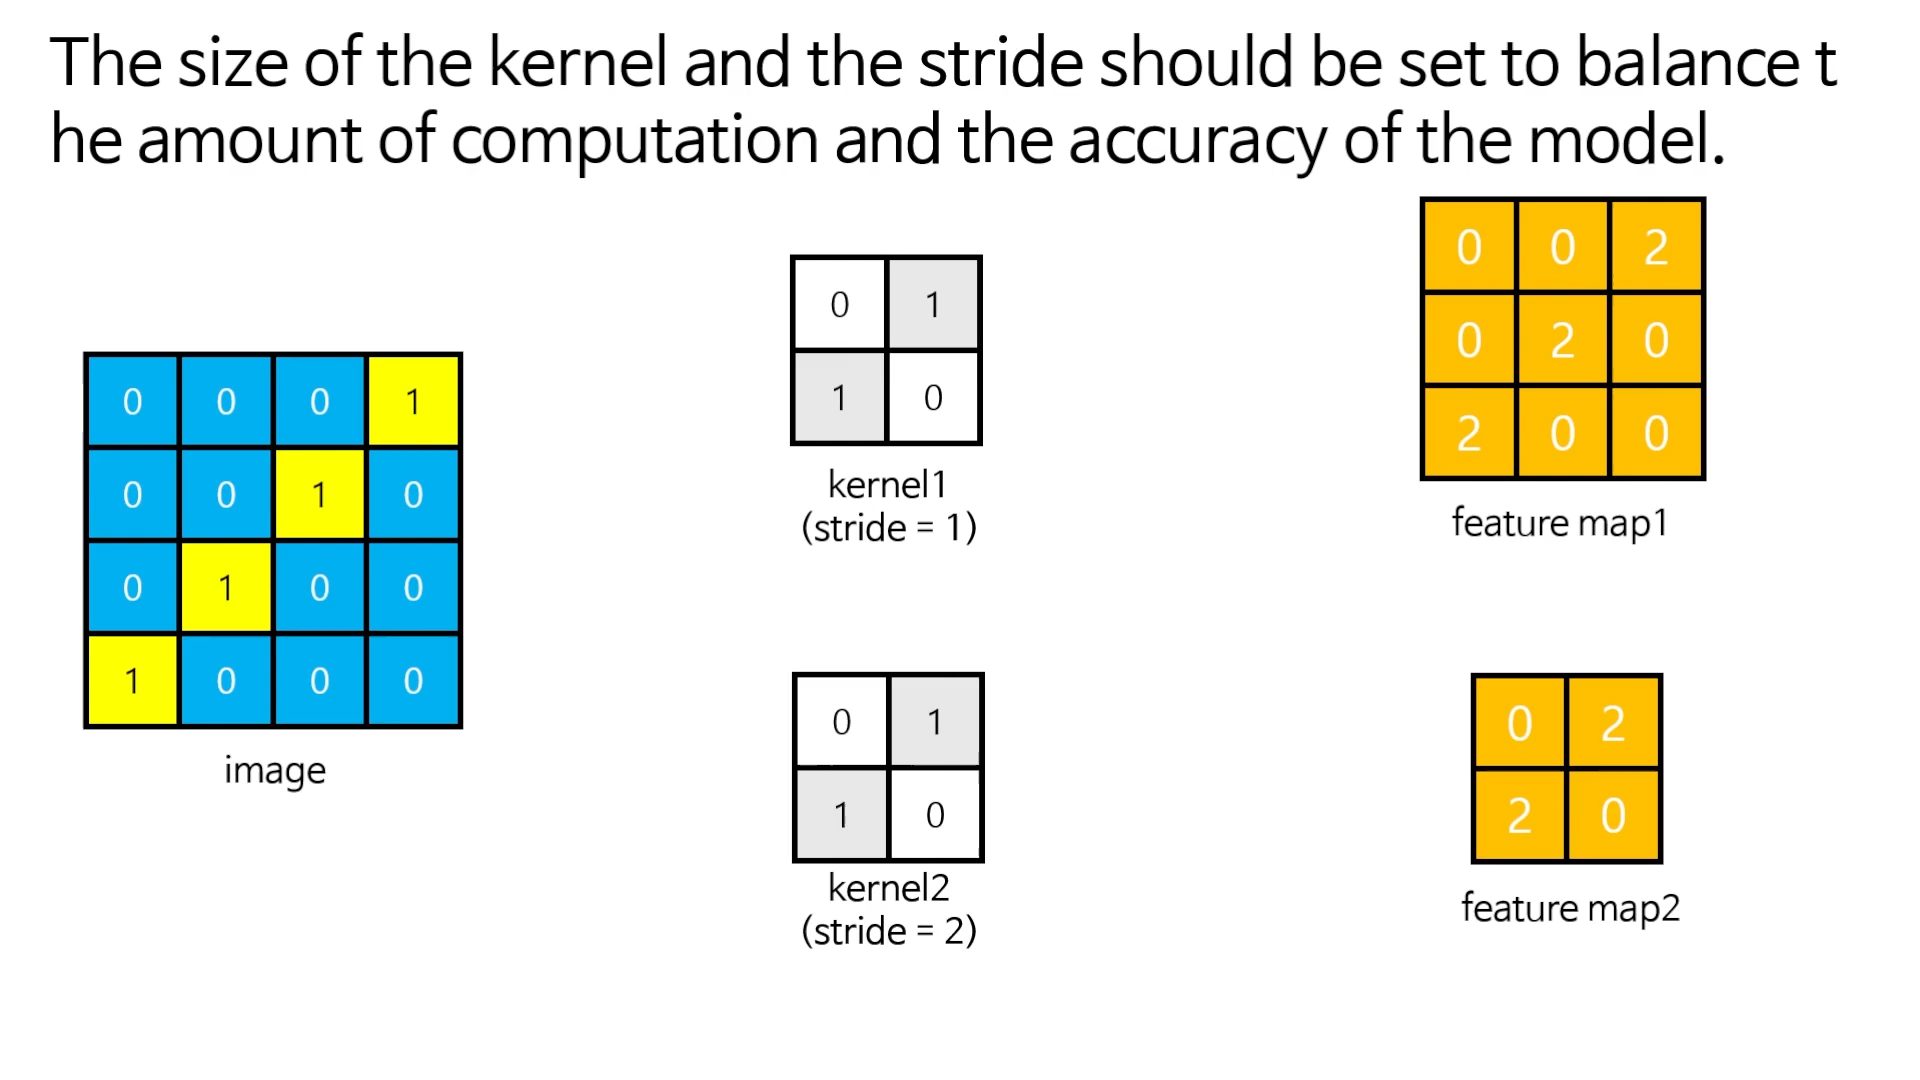 The size of the kernel and the stride should be set to balance t
he amount of computation and the accuracy of the model.
0 0 0 1
0 0 1 0
0 1 0 0
1 0 0 0
image
0 1
1 0
kernel1
(stride = 1)
0 0 2
0 2 0
2 0 0
feature map1
0 1
1 0
kernel2
(stride = 2)
0 2
2 0
feature map2